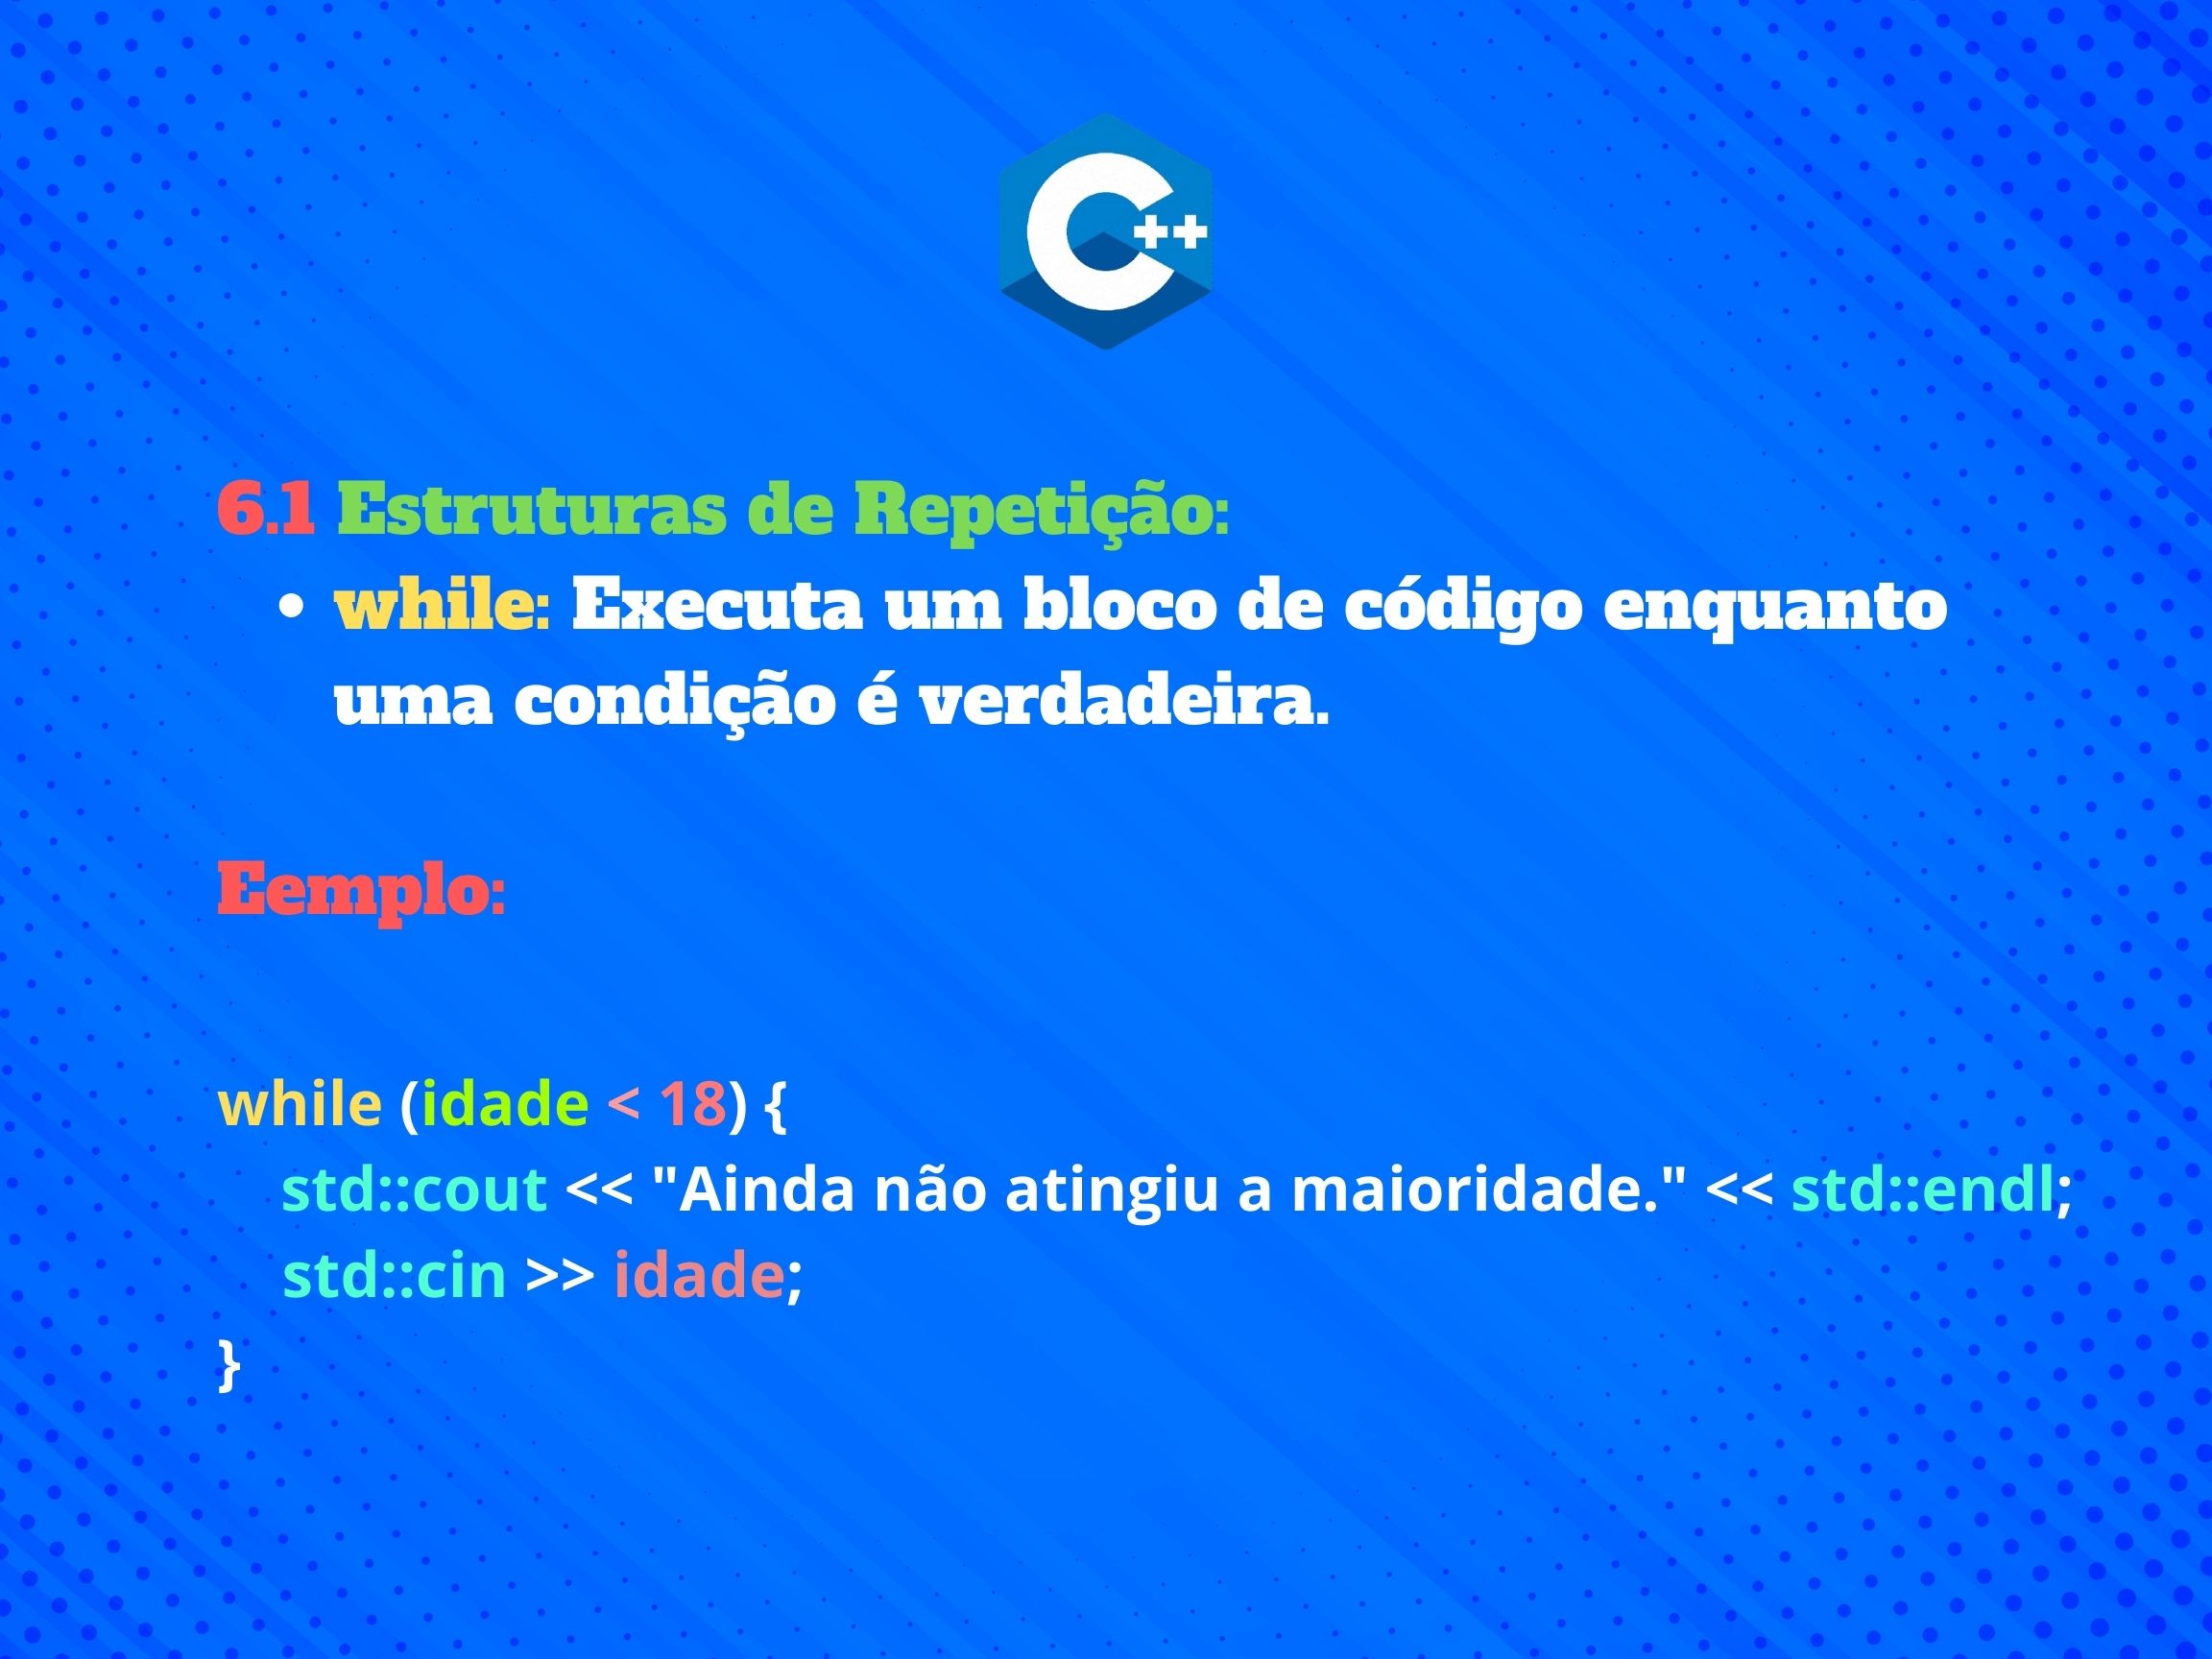 C++
6.1 Estruturas de Repetição:
• while: Executa um bloco de código enquanto
uma condição é verdadeira.
Eemplo:
while (idade < 18) {
std::cout << "Ainda não atingiu a maioridade." << std::endl;
std::cin >> idade;
}